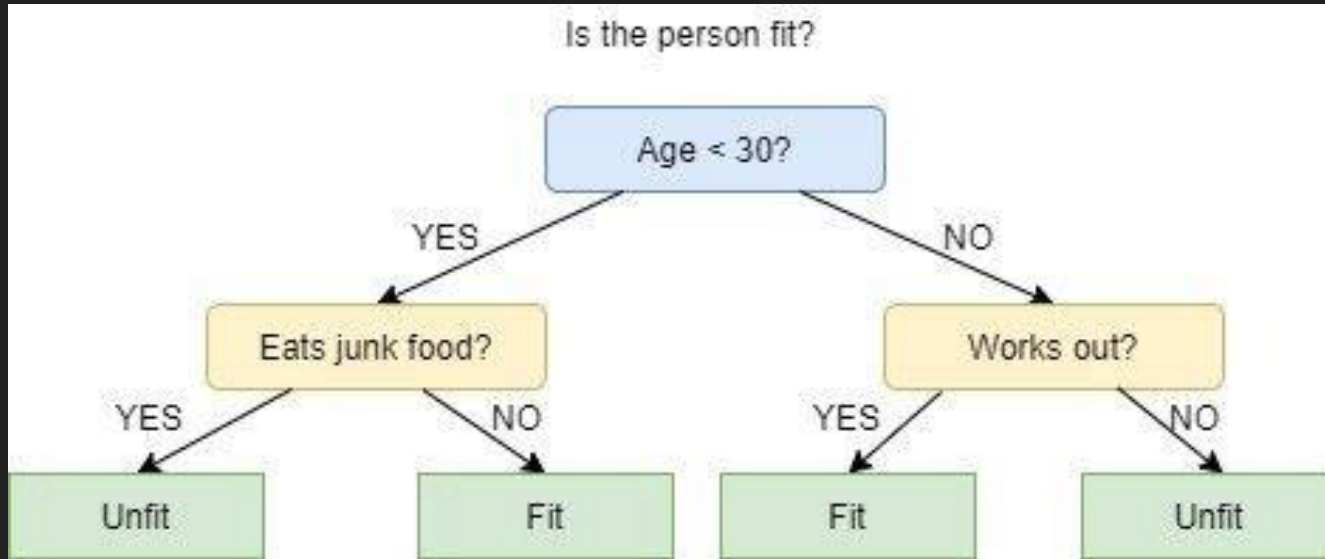 Is the person fit?
Age < 30?
YES
NO
Eats junk food?
Works out?
YES
NO
YES
NO
Unfit
Fit
Fit
Unfit